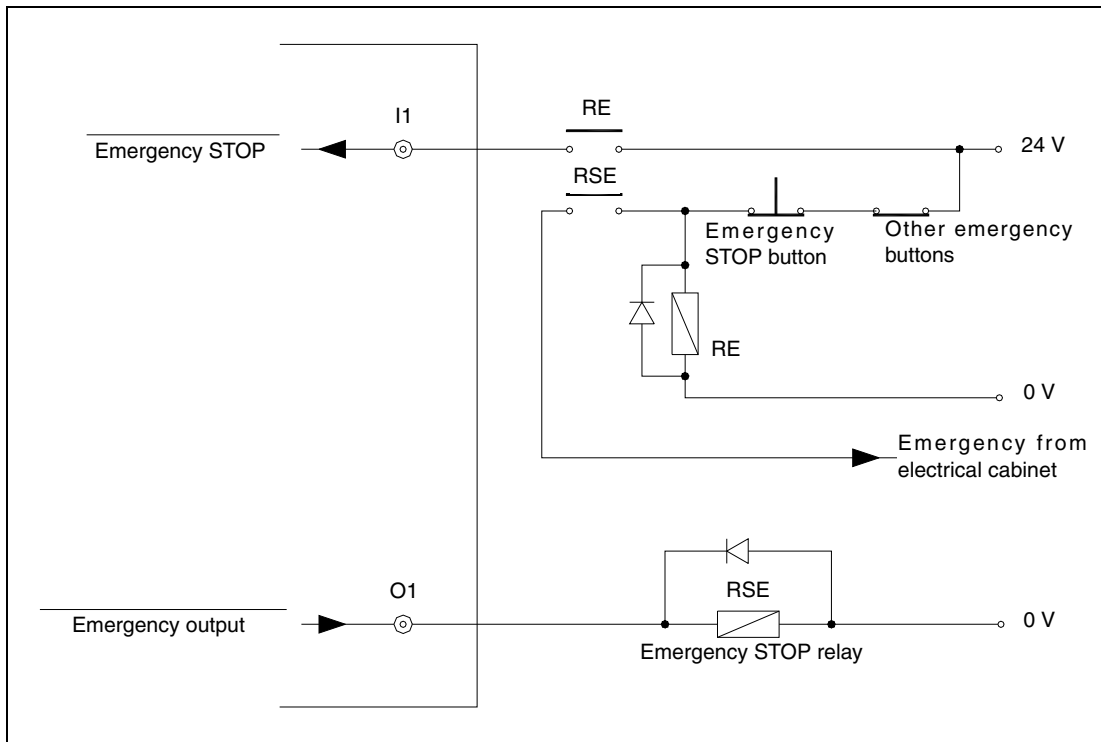 I1
RE
24 V
Emergency STOP
RSE
Emergency
STOP button
Other emergency
buttons
RE
0 V
Emergency from
electrical cabinet
O1
RSE
0 V
Emergency output
Emergency STOP relay